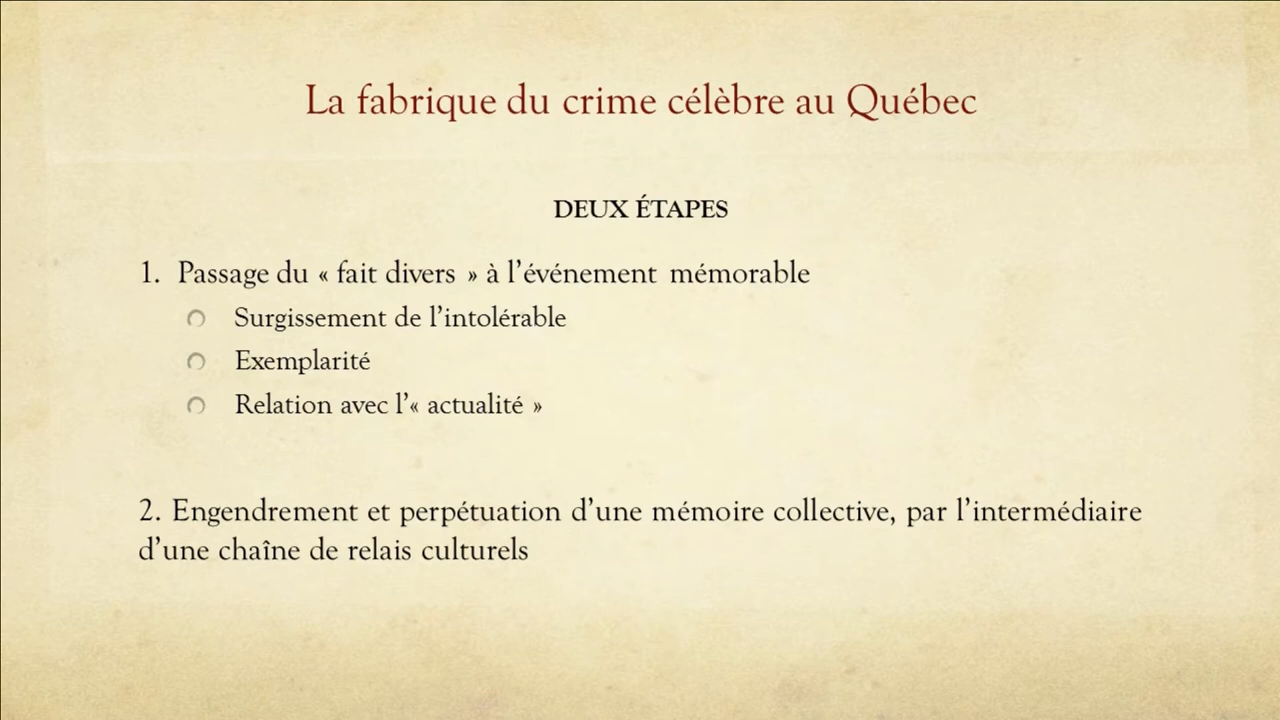 La fabrique du crime célèbre au Québec
DEUX ÉTAPES
1. Passage du « fait divers » à l’événement mémorable
Surgissement de l’intolérable
Exemplarité
Relation avec l’« actualité »
2. Engendrement et perpétuation d’une mémoire collective, par l’intermédiaire
d’une chaîne de relais culturels